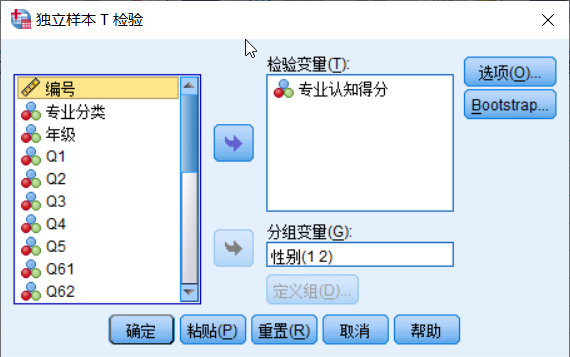 独立样本 T 检验
编号
专业分类
年级
Q1
Q2
Q3
Q4
Q5
Q61
Q62
检验变量(T):
专业认知得分
选项(O)...
Bootstrap...
分组变量(G):
性别(1 2)
定义组(D)...
确定
粘贴(P)
重置(R)
取消
帮助